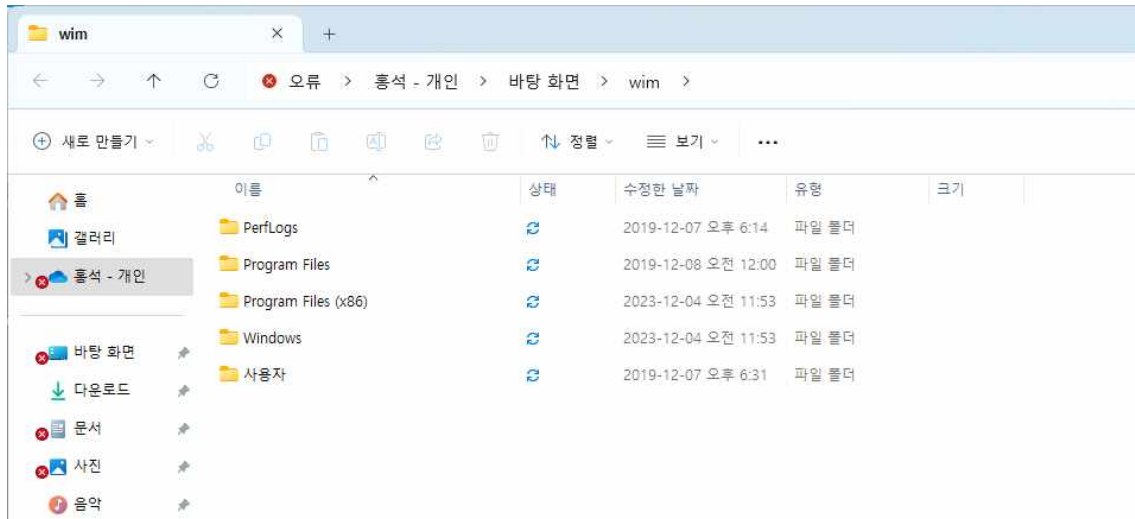 wim
오류 > 홍석 - 개인 > 바탕 화면 > wim >
새로 만들기 정렬 보기 ...
이름 상태 수정한 날짜 유형 크기
홈
갤러리
홍석 - 개인
바탕 화면
다운로드
문서
사진
음악
PerfLogs 2019-12-07 오후 6:14 파일 폴더
Program Files 2019-12-08 오전 12:00 파일 폴더
Program Files (x86) 2023-12-04 오전 11:53 파일 폴더
Windows 2023-12-04 오전 11:53 파일 폴더
사용자 2019-12-07 오후 6:31 파일 폴더